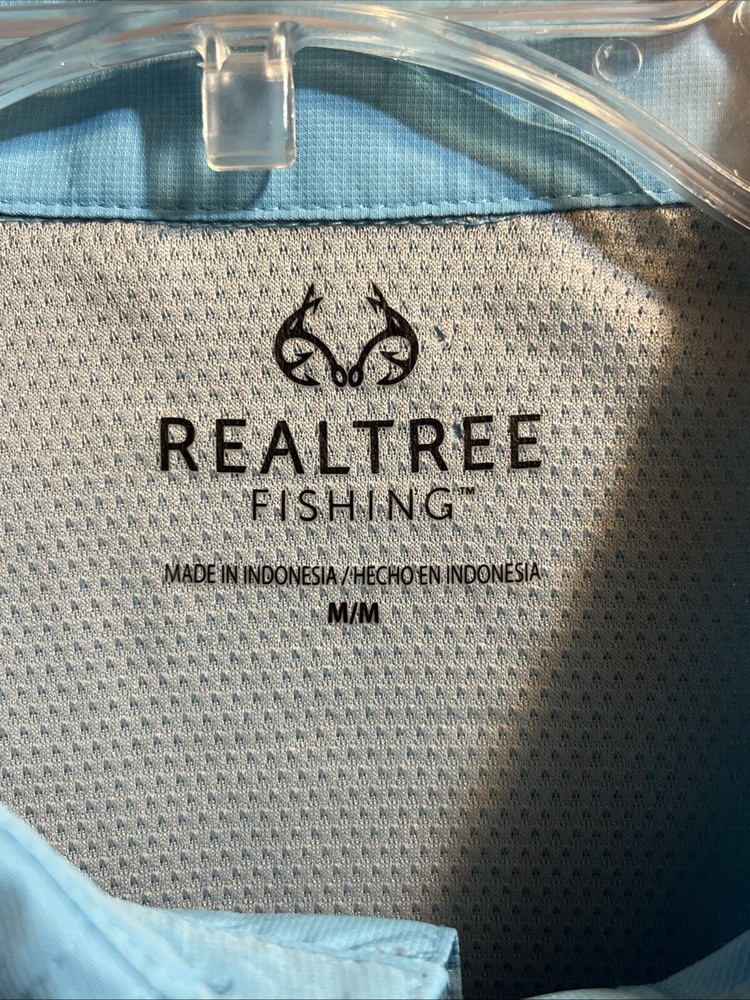 REALTREE
FISHING™
MADE IN INDONESIA / HECHO EN INDONESIA
M/M